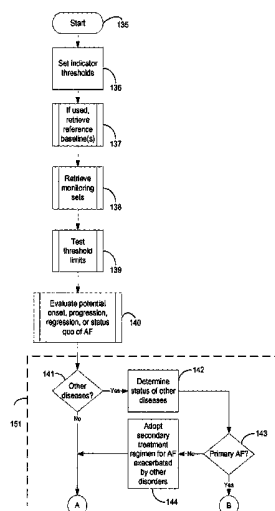 Start
135
Set indicator
thresholds
136
If used,
retrieve
reference
baseline(s)
137
Retrieve
monitoring
sets
138
Test
threshold
limits
139
Evaluate potential
onset, progression,
regression, or status
quo of AF
140
141
Other
diseases?
Yes
142
Determine
status of other
diseases
151
No
Adopt
secondary
treatment
regimen for AF
exacerbated
by other
disorders
144
143
Primary AF?
No
Yes
A
B